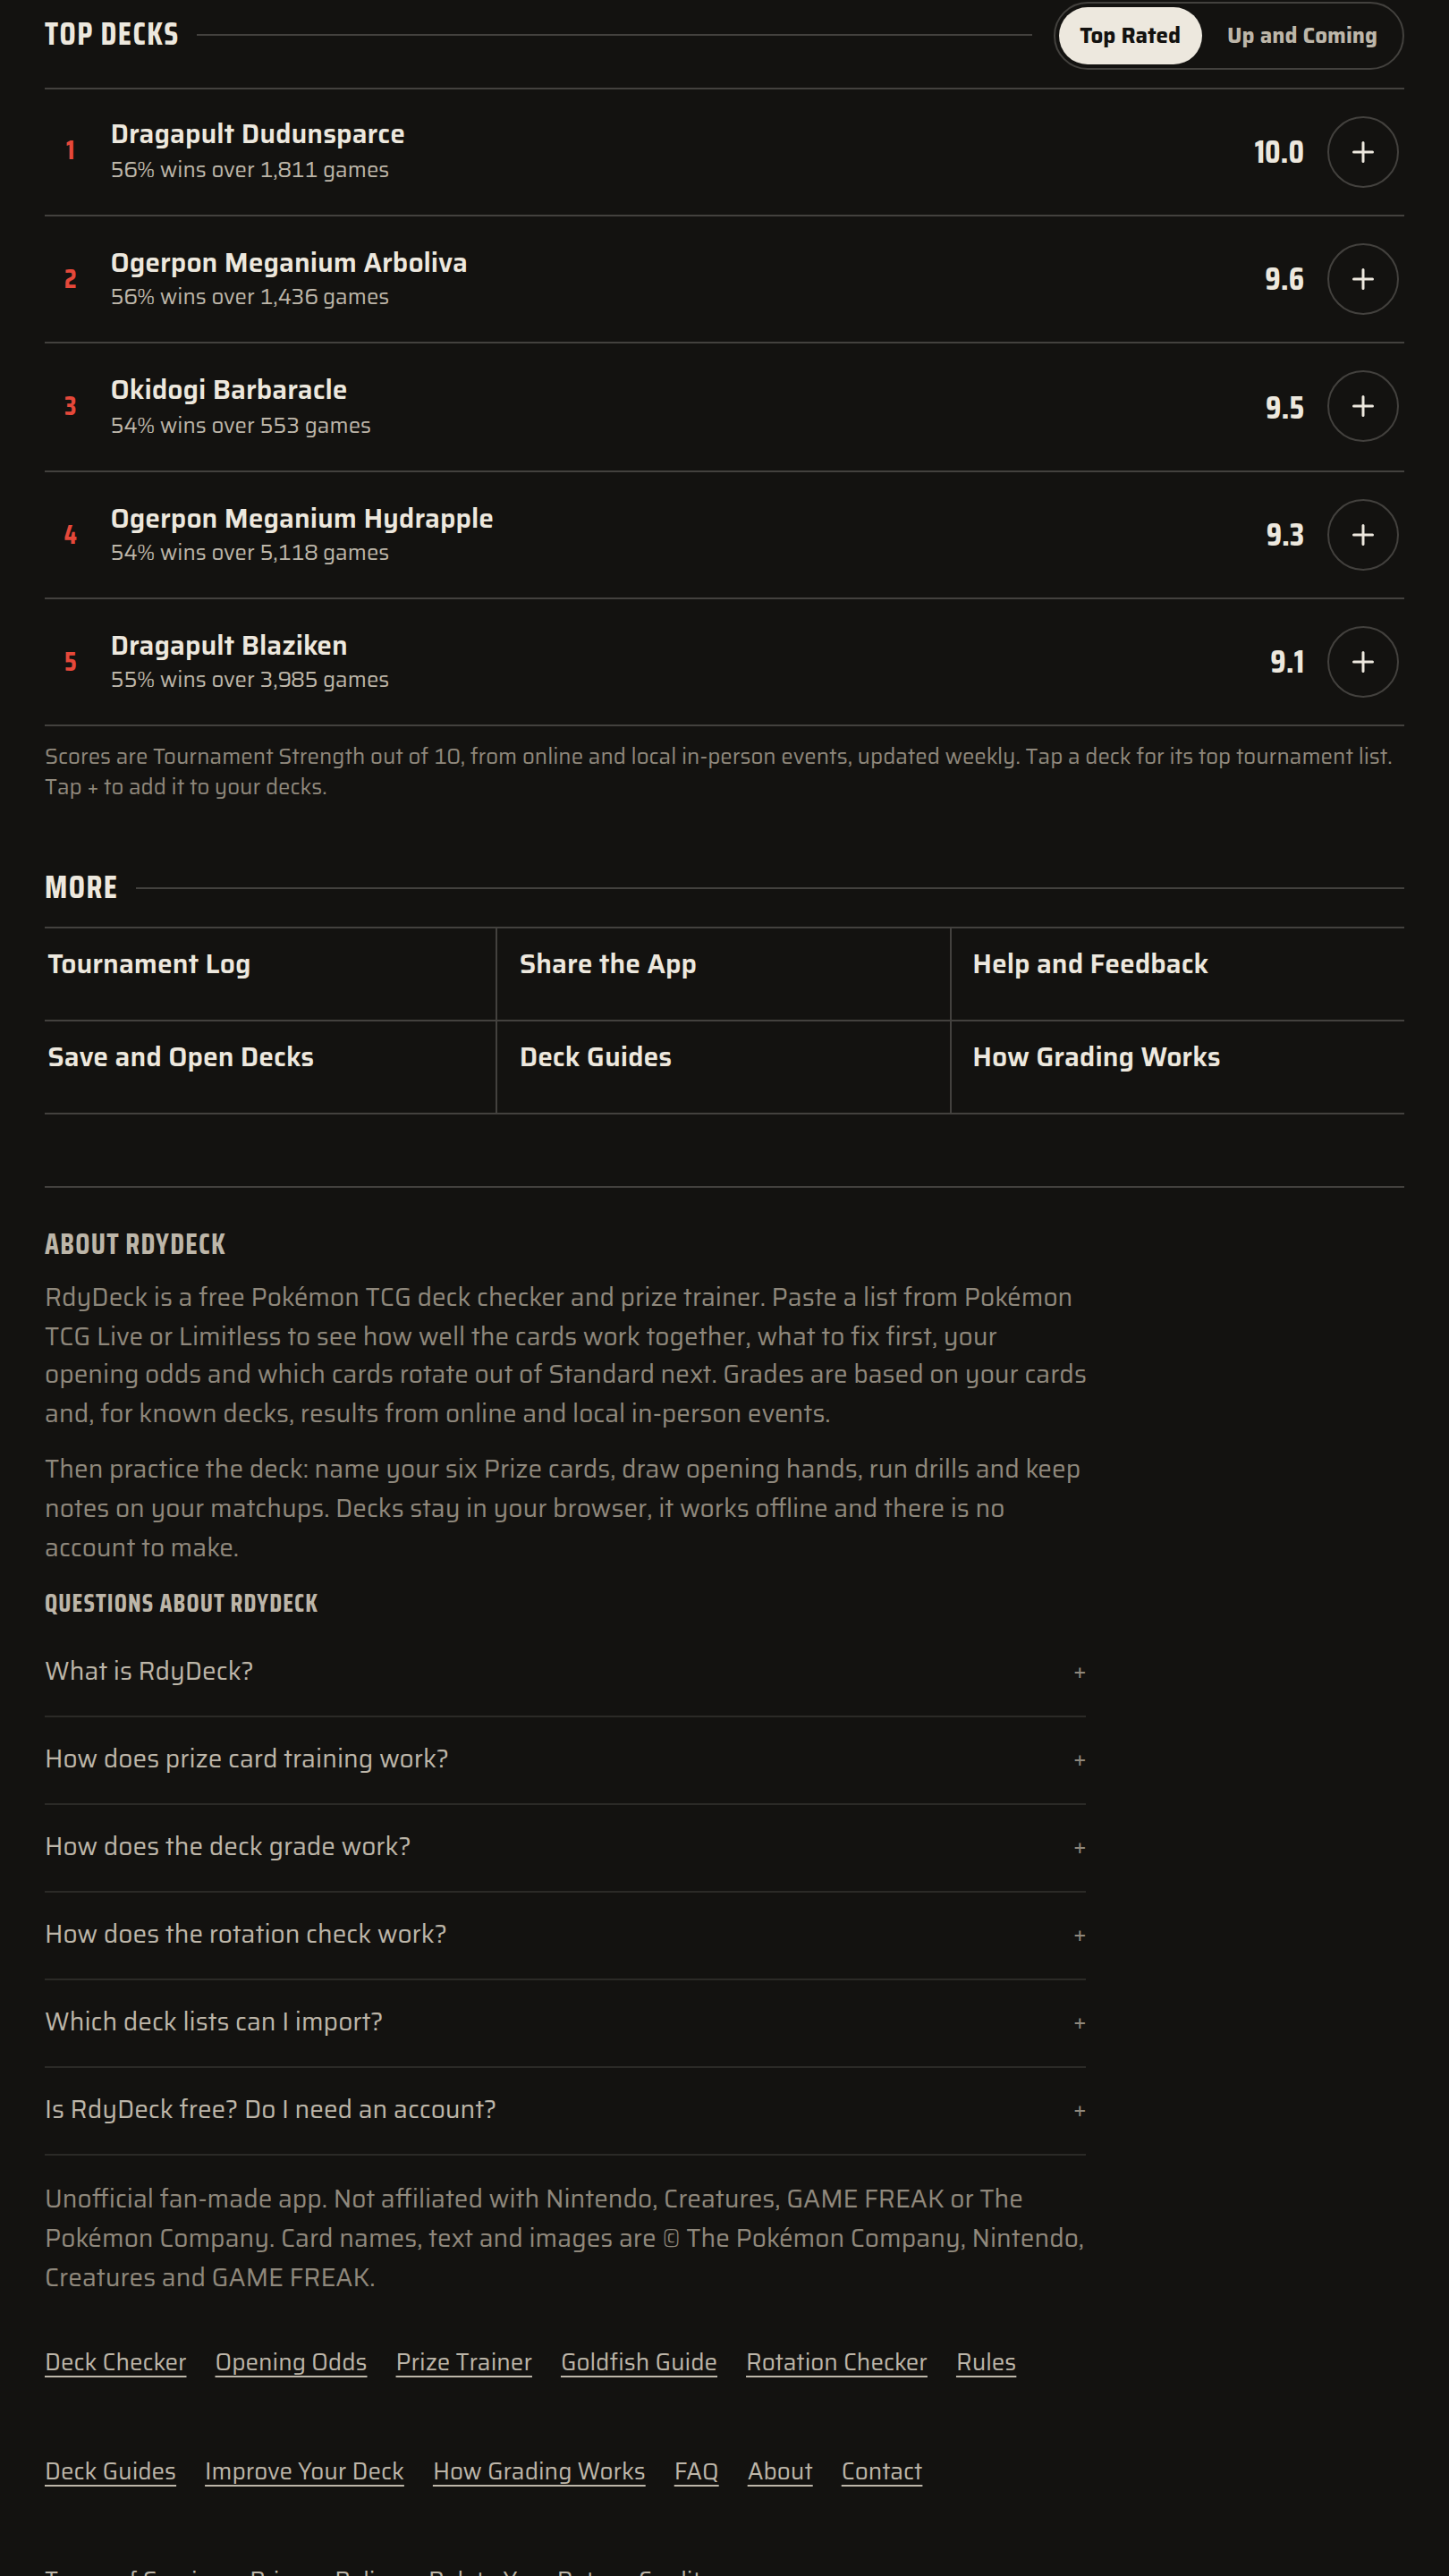 TOP DECKS
Top Rated
Up and Coming
1
Dragapult Dudunsparce
56% wins over 1,811 games
10.0
+
2
Ogerpon Meganium Arboliva
56% wins over 1,436 games
9.6
+
3
Okidogi Barbaracle
54% wins over 553 games
9.5
+
4
Ogerpon Meganium Hydrapple
54% wins over 5,118 games
9.3
+
5
Dragapult Blaziken
55% wins over 3,985 games
9.1
+
Scores are Tournament Strength out of 10, from online and local in-person events, updated weekly. Tap a deck for its top tournament list.
Tap + to add it to your decks.
MORE
Tournament Log
Share the App
Help and Feedback
Save and Open Decks
Deck Guides
How Grading Works
ABOUT RDYDECK
RdyDeck is a free Pokémon TCG deck checker and prize trainer. Paste a list from Pokémon
TCG Live or Limitless to see how well the cards work together, what to fix first, your
opening odds and which cards rotate out of Standard next. Grades are based on your cards
and, for known decks, results from online and local in-person events.
Then practice the deck: name your six Prize cards, draw opening hands, run drills and keep
notes on your matchups. Decks stay in your browser, it works offline and there is no
account to make.
QUESTIONS ABOUT RDYDECK
What is RdyDeck? +
How does prize card training work? +
How does the deck grade work? +
How does the rotation check work? +
Which deck lists can I import? +
Is RdyDeck free? Do I need an account? +
Unofficial fan-made app. Not affiliated with Nintendo, Creatures, GAME FREAK or The
Pokémon Company. Card names, text and images are © The Pokémon Company, Nintendo,
Creatures and GAME FREAK.
Deck Checker Opening Odds Prize Trainer Goldfish Guide Rotation Checker Rules
Deck Guides Improve Your Deck How Grading Works FAQ About Contact